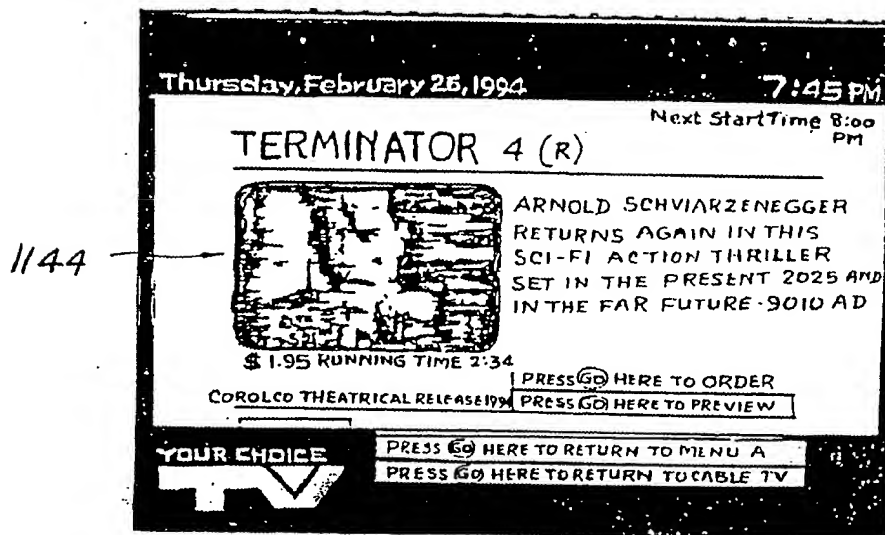 Thursday, February 26, 1994 7:45 PM
Next Start Time 8:00
PM
TERMINATOR 4 (R)
1144
ARNOLD SCHVIARZENEGGER
RETURNS AGAIN IN THIS
SCI-FI ACTION THRILLER
SET IN THE PRESENT 2025 AND
IN THE FAR FUTURE-9010 AD
$1.95 RUNNING TIME 2:34
PRESS GO HERE TO ORDER
COROLCO THEATRICAL RELEASE 1994 PRESS GO HERE TO PREVIEW
YOUR CHOICE
TV
PRESS GO HERE TO RETURN TO MENU A
PRESS GO HERE TO RETURN TO CABLE TV